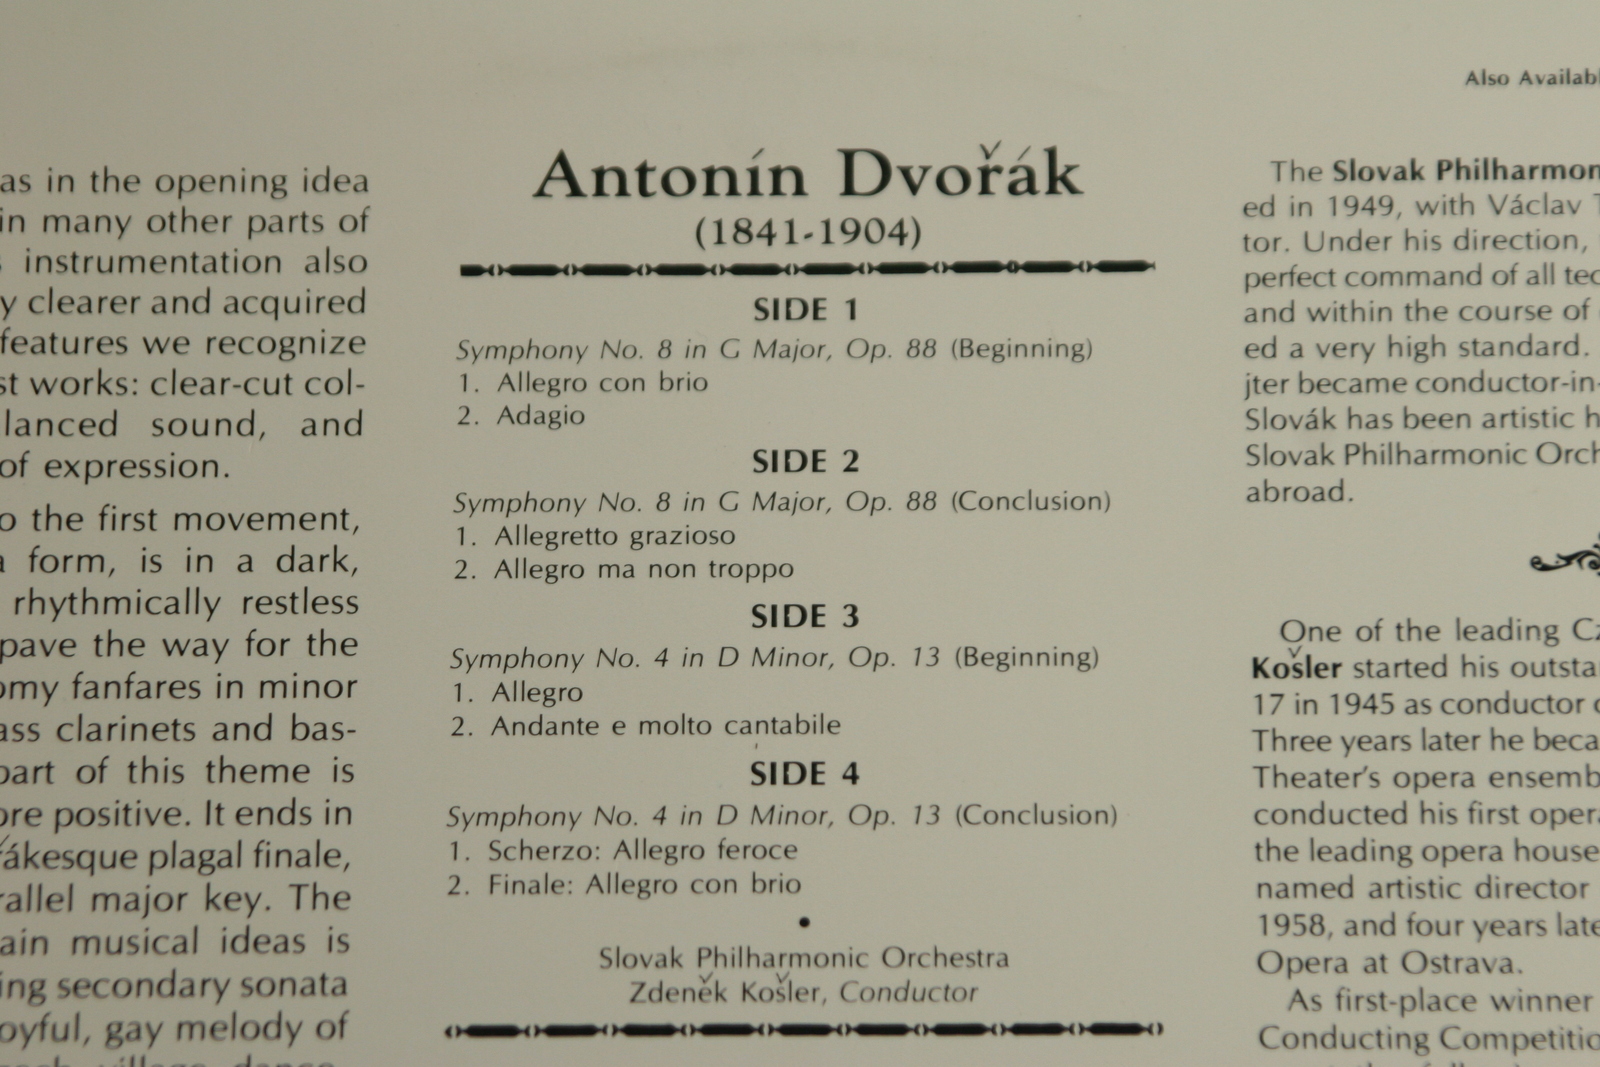 as in the opening idea
in many other parts of
instrumentation also
y clearer and acquired
features we recognize
st works: clear-cut col-
lanced sound, and
of expression.
o the first movement,
a form, is in a dark,
rhythmically restless
pave the way for the
omy fanfares in minor
ass clarinets and bas-
part of this theme is
ore positive. It ends in
řákesque plagal finale,
rallel major key. The
ain musical ideas is
ing secondary sonata
oyful, gay melody of
Antonín Dvořák
(1841-1904)
SIDE 1
Symphony No. 8 in G Major, Op. 88 (Beginning)
1. Allegro con brio
2. Adagio
SIDE 2
Symphony No. 8 in G Major, Op. 88 (Conclusion)
1. Allegretto grazioso
2. Allegro ma non troppo
SIDE 3
Symphony No. 4 in D Minor, Op. 13 (Beginning)
1. Allegro
2. Andante e molto cantabile
SIDE 4
Symphony No. 4 in D Minor, Op. 13 (Conclusion)
1. Scherzo: Allegro feroce
2. Finale: Allegro con brio
•
Slovak Philharmonic Orchestra
Zdeněk Košler, Conductor
Also Availabl
The Slovak Philharmon
ed in 1949, with Václav T
tor. Under his direction,
perfect command of all tec
and within the course of
ed a very high standard.
jter became conductor-in-
Slovák has been artistic h
Slovak Philharmonic Orch
abroad.
One of the leading Cz
Košler started his outsta
17 in 1945 as conductor o
Three years later he beca
Theater's opera ensemb
conducted his first opera
the leading opera house
named artistic director
1958, and four years late
Opera at Ostrava.
As first-place winner
Conducting Competitio